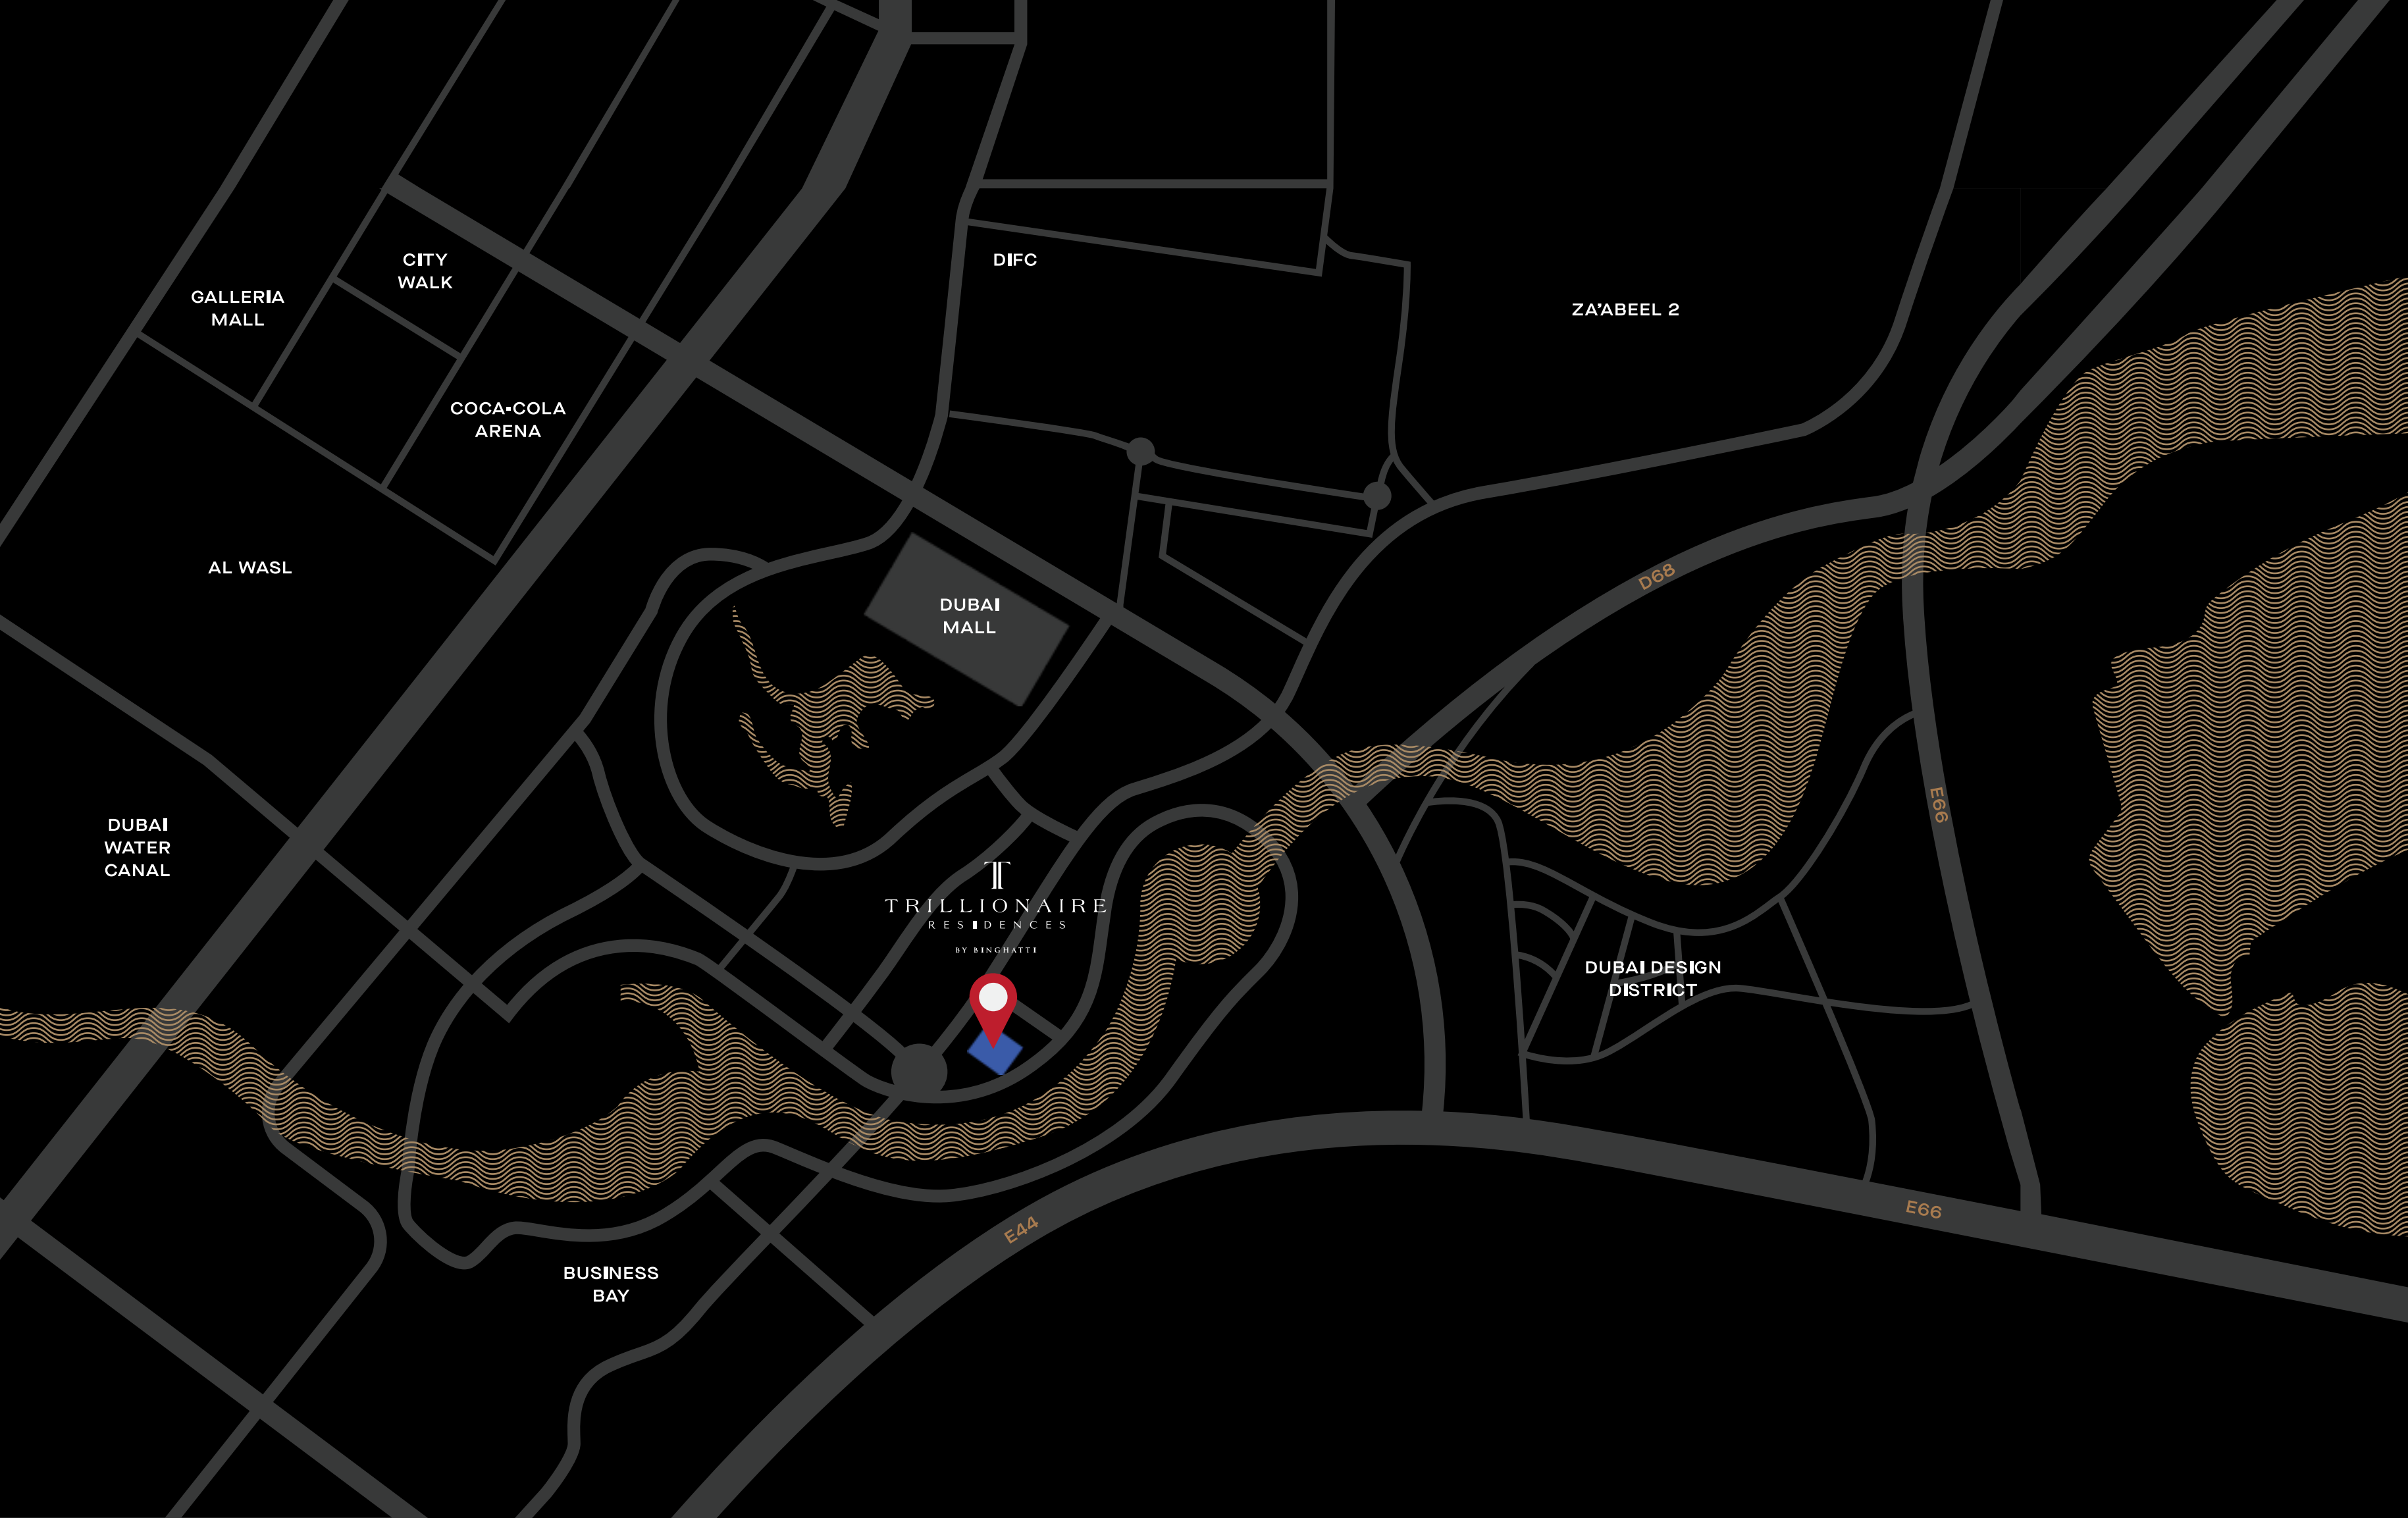 CITY
WALK
DIFC
GALLERIA
MALL
ZA'ABEEL 2
COCA-COLA
ARENA
AL WASL
D68
DUBAI
MALL
E66
DUBAI
WATER
CANAL
T
TRILLIONAIRE
RESIDENCES
BY BINGHATTI
DUBAI DESIGN
DISTRICT
E66
E44
BUSINESS
BAY